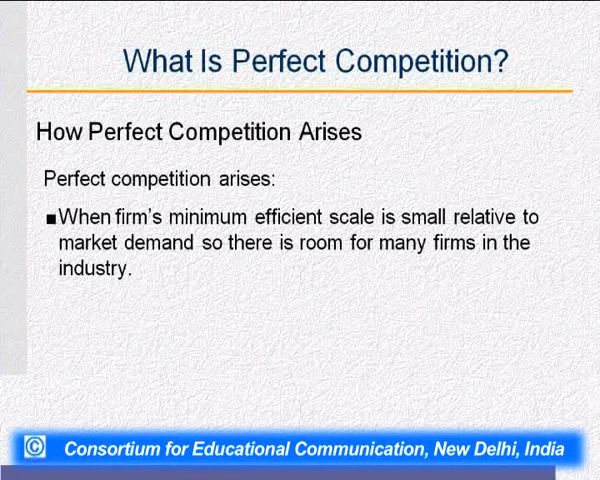 What Is Perfect Competition?
How Perfect Competition Arises
Perfect competition arises:
■When firm's minimum efficient scale is small relative to
market demand so there is room for many firms in the
industry.
© Consortium for Educational Communication, New Delhi, India